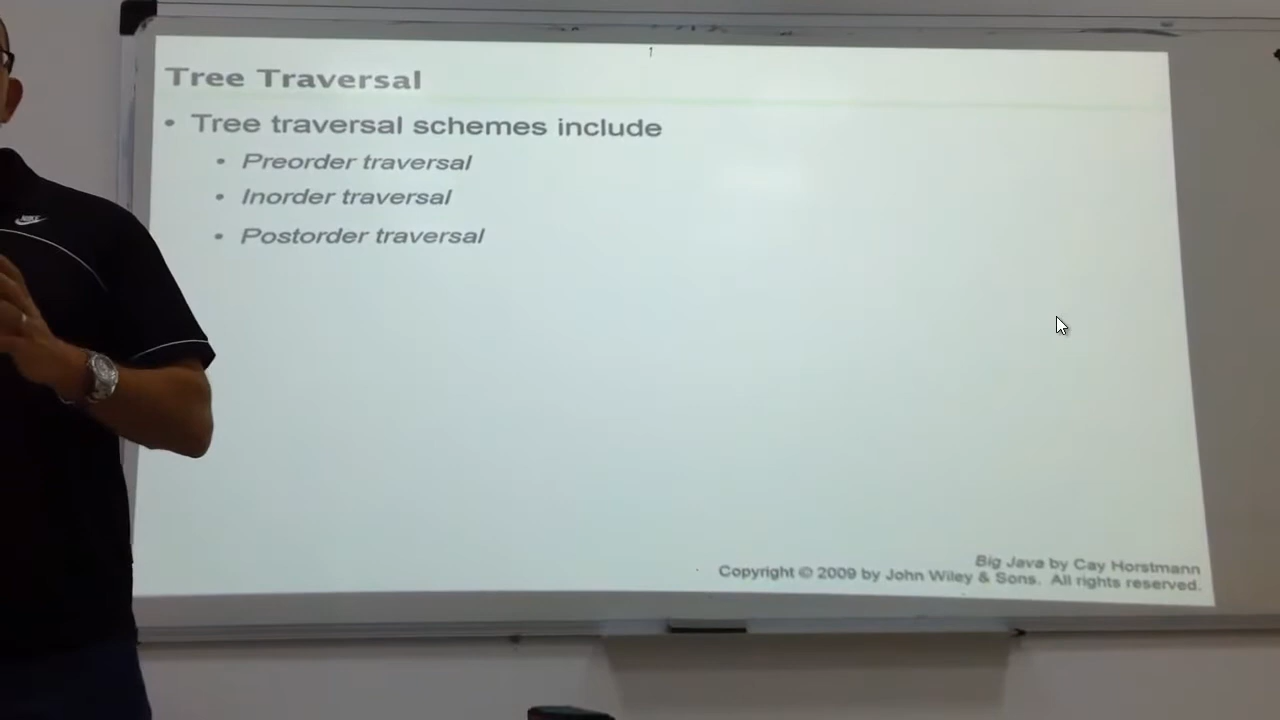 Tree Traversal
• Tree traversal schemes include
• Preorder traversal
• Inorder traversal
• Postorder traversal
Big Java by Cay Horstmann
Copyright © 2009 by John Wiley & Sons. All rights reserved.
NIKE